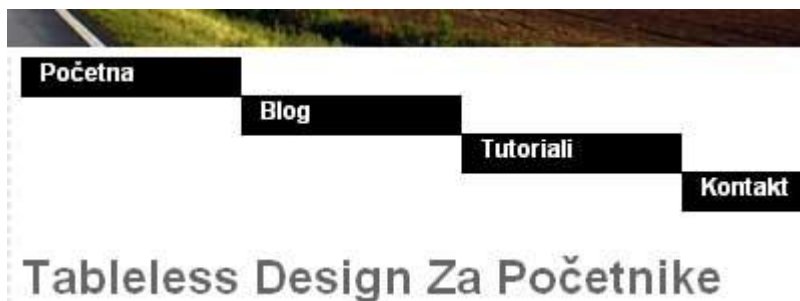 Početna
Blog
Tutoriali
Kontakt
Tableless Design Za Početnike